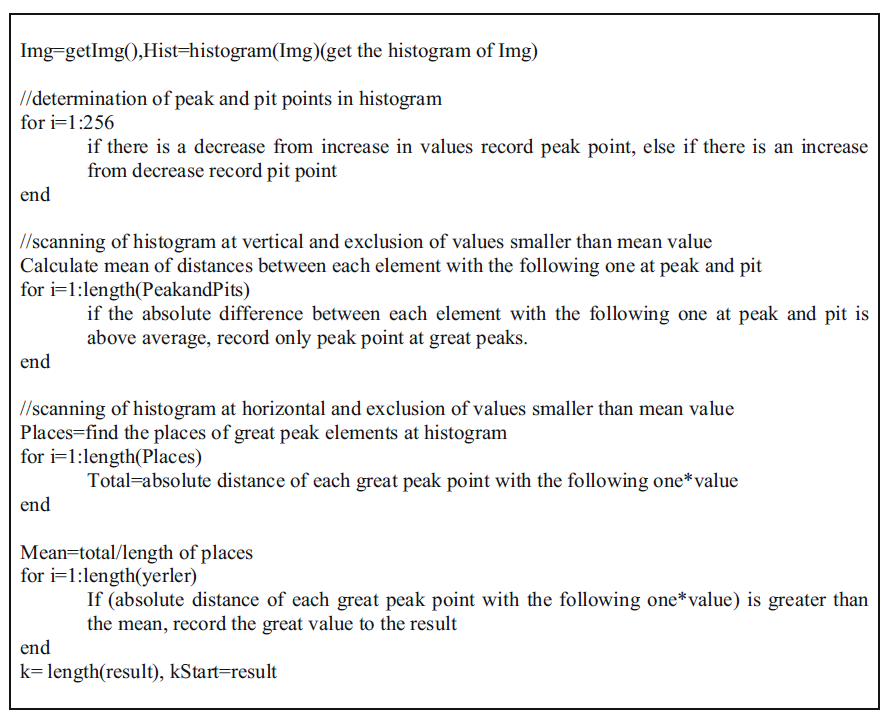 Img=getImg(),Hist=histogram(Img)(get the histogram of Img)
//determination of peak and pit points in histogram
for i=1:256
if there is a decrease from increase in values record peak point, else if there is an increase
from decrease record pit point
end
//scanning of histogram at vertical and exclusion of values smaller than mean value
Calculate mean of distances between each element with the following one at peak and pit
for i=1:length(PeakandPits)
if the absolute difference between each element with the following one at peak and pit is
above average, record only peak point at great peaks.
end
//scanning of histogram at horizontal and exclusion of values smaller than mean value
Places=find the places of great peak elements at histogram
for i=1:length(Places)
Total=absolute distance of each great peak point with the following one*value
end
Mean=total/length of places
for i=1:length(yerler)
If (absolute distance of each great peak point with the following one*value) is greater than
the mean, record the great value to the result
end
k= length(result), kStart=result